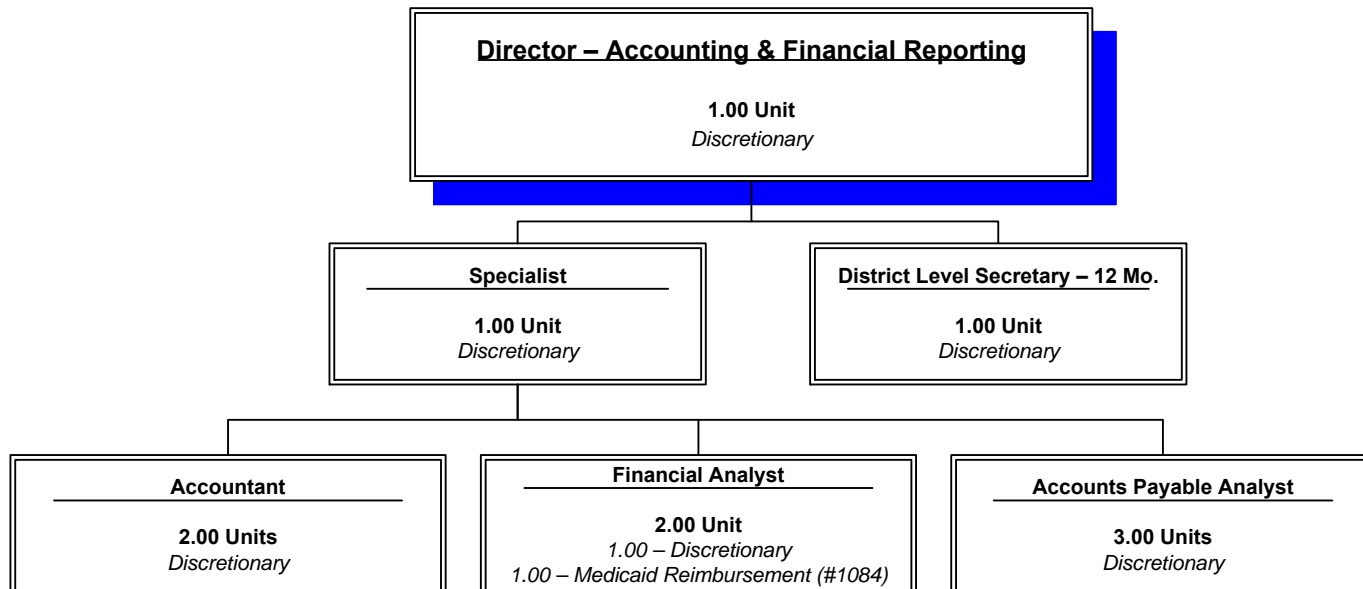 Director – Accounting & Financial Reporting
1.00 Unit
Discretionary
Specialist
1.00 Unit
Discretionary
District Level Secretary – 12 Mo.
1.00 Unit
Discretionary
Accountant
2.00 Units
Discretionary
Financial Analyst
2.00 Unit
1.00 – Discretionary
1.00 – Medicaid Reimbursement (#1084)
Accounts Payable Analyst
3.00 Units
Discretionary